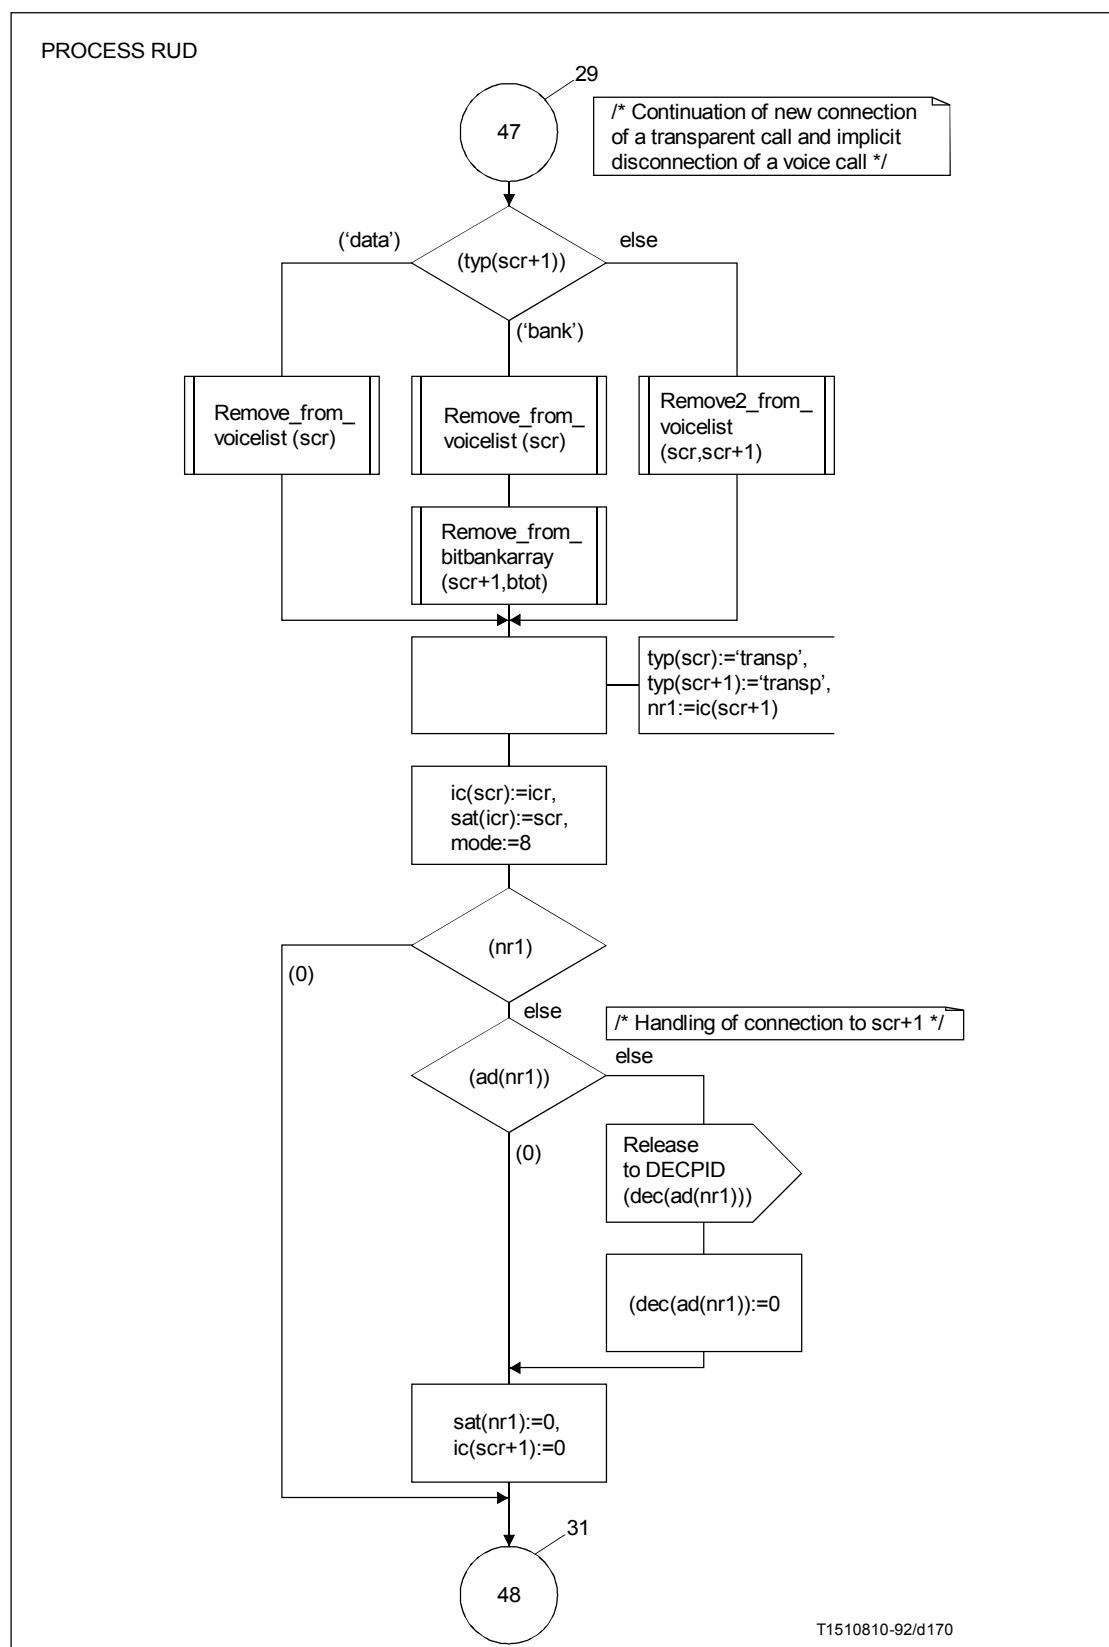 PROCESS RUD
29
47
/* Continuation of new connection
of a transparent call and implicit
disconnection of a voice call */
(‘data’)
(typ(scr+1))
else
(‘bank’)
Remove_from_
voicelist (scr)
Remove_from_
voicelist (scr)
Remove2_from_
voicelist
(scr,scr+1)
Remove_from_
bitbankarray
(scr+1,btot)
typ(scr):=‘transp’,
typ(scr+1):=‘transp’,
nr1:=ic(scr+1)
ic(scr):=icr,
sat(icr):=scr,
mode:=8
(nr1)
(0)
else
/* Handling of connection to scr+1 */
(ad(nr1))
else
(0)
Release
to DECPID
(dec(ad(nr1)))
(dec(ad(nr1)):=0
sat(nr1):=0,
ic(scr+1):=0
31
48
T1510810-92/d170